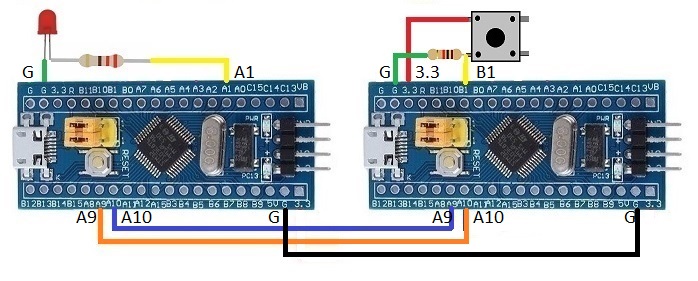 G A1 G 3.3 B1
G G 3.3 R B11 B10 B1 B0 A7 A6 A5 A4 A3 A2 A1 A0 C15 C14 C13 VB
G G 3.3 R B11 B10 B1 B0 A7 A6 A5 A4 A3 A2 A1 A0 C15 C14 C13 VB
PWR PWR
RESET RESET
PC13 PC13
B12 B13 B14 B15 A8 A9 A10 A11 A12 A15 B3 B4 B5 B6 B7 B8 B9 5V G 3.3
B12 B13 B14 B15 A8 A9 A10 A11 A12 A15 B3 B4 B5 B6 B7 B8 B9 5V G 3.3
A9 A10 G A9 A10 G